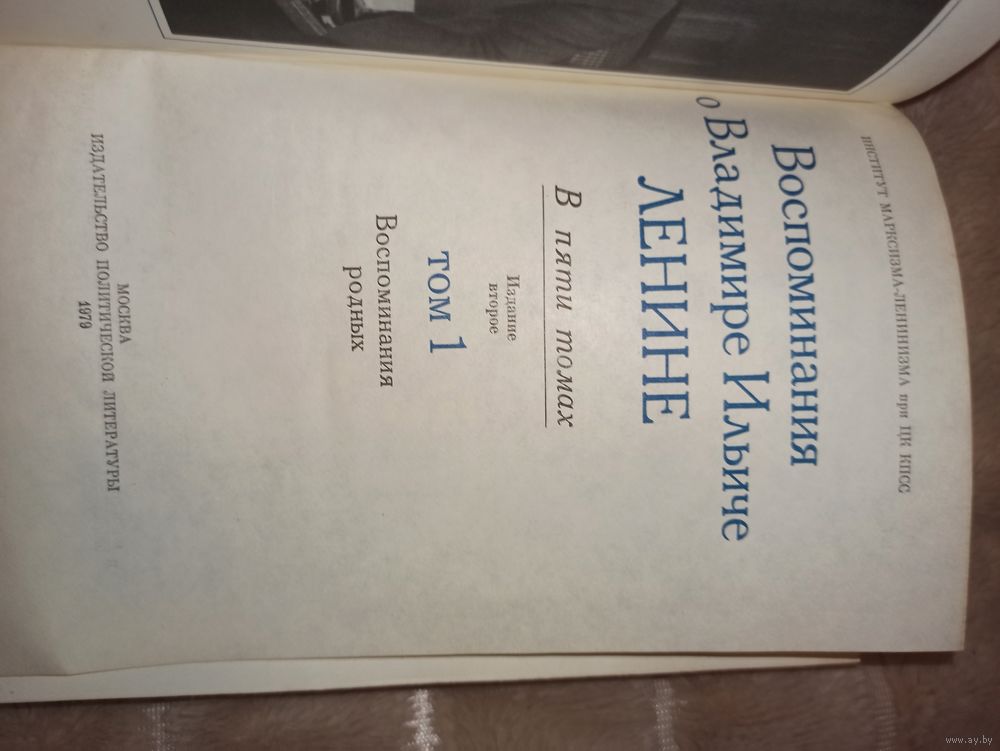 ИНСТИТУТ МАРКСИЗМА-ЛЕНИНИЗМА при ЦК КПСС
Воспоминания
о Владимире Ильиче
ЛЕНИНЕ
В пяти томах
Издание
второе
том 1
Воспоминания
родных
МОСКВА
ИЗДАТЕЛЬСТВО ПОЛИТИЧЕСКОЙ ЛИТЕРАТУРЫ
1979
www.ay.by